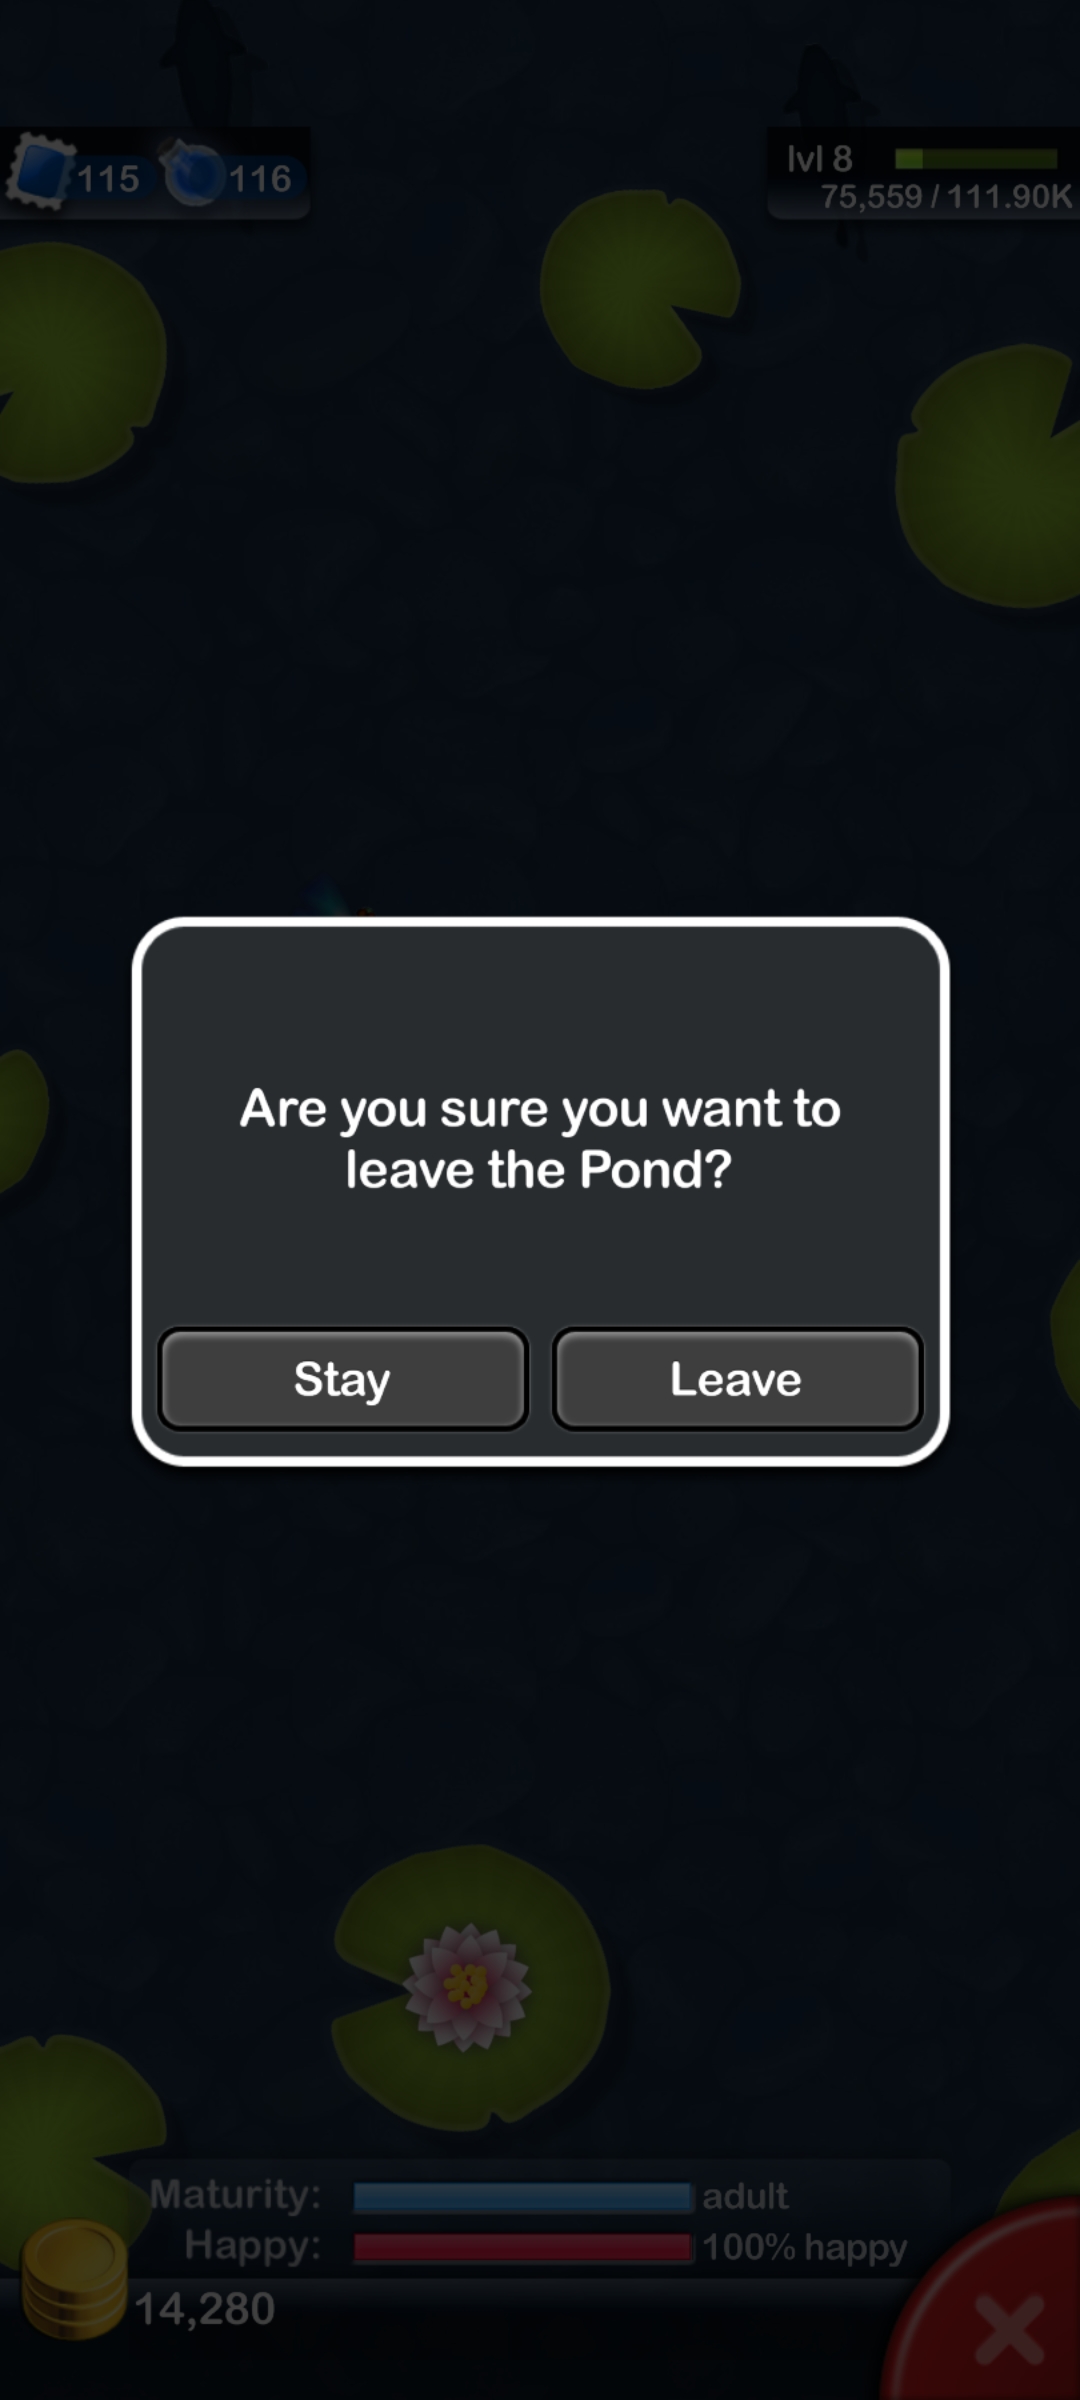 115 116
lvl 8
75,559 / 111.90K
Are you sure you want to
leave the Pond?
Stay Leave
Maturity: adult
Happy: 100% happy
14,280